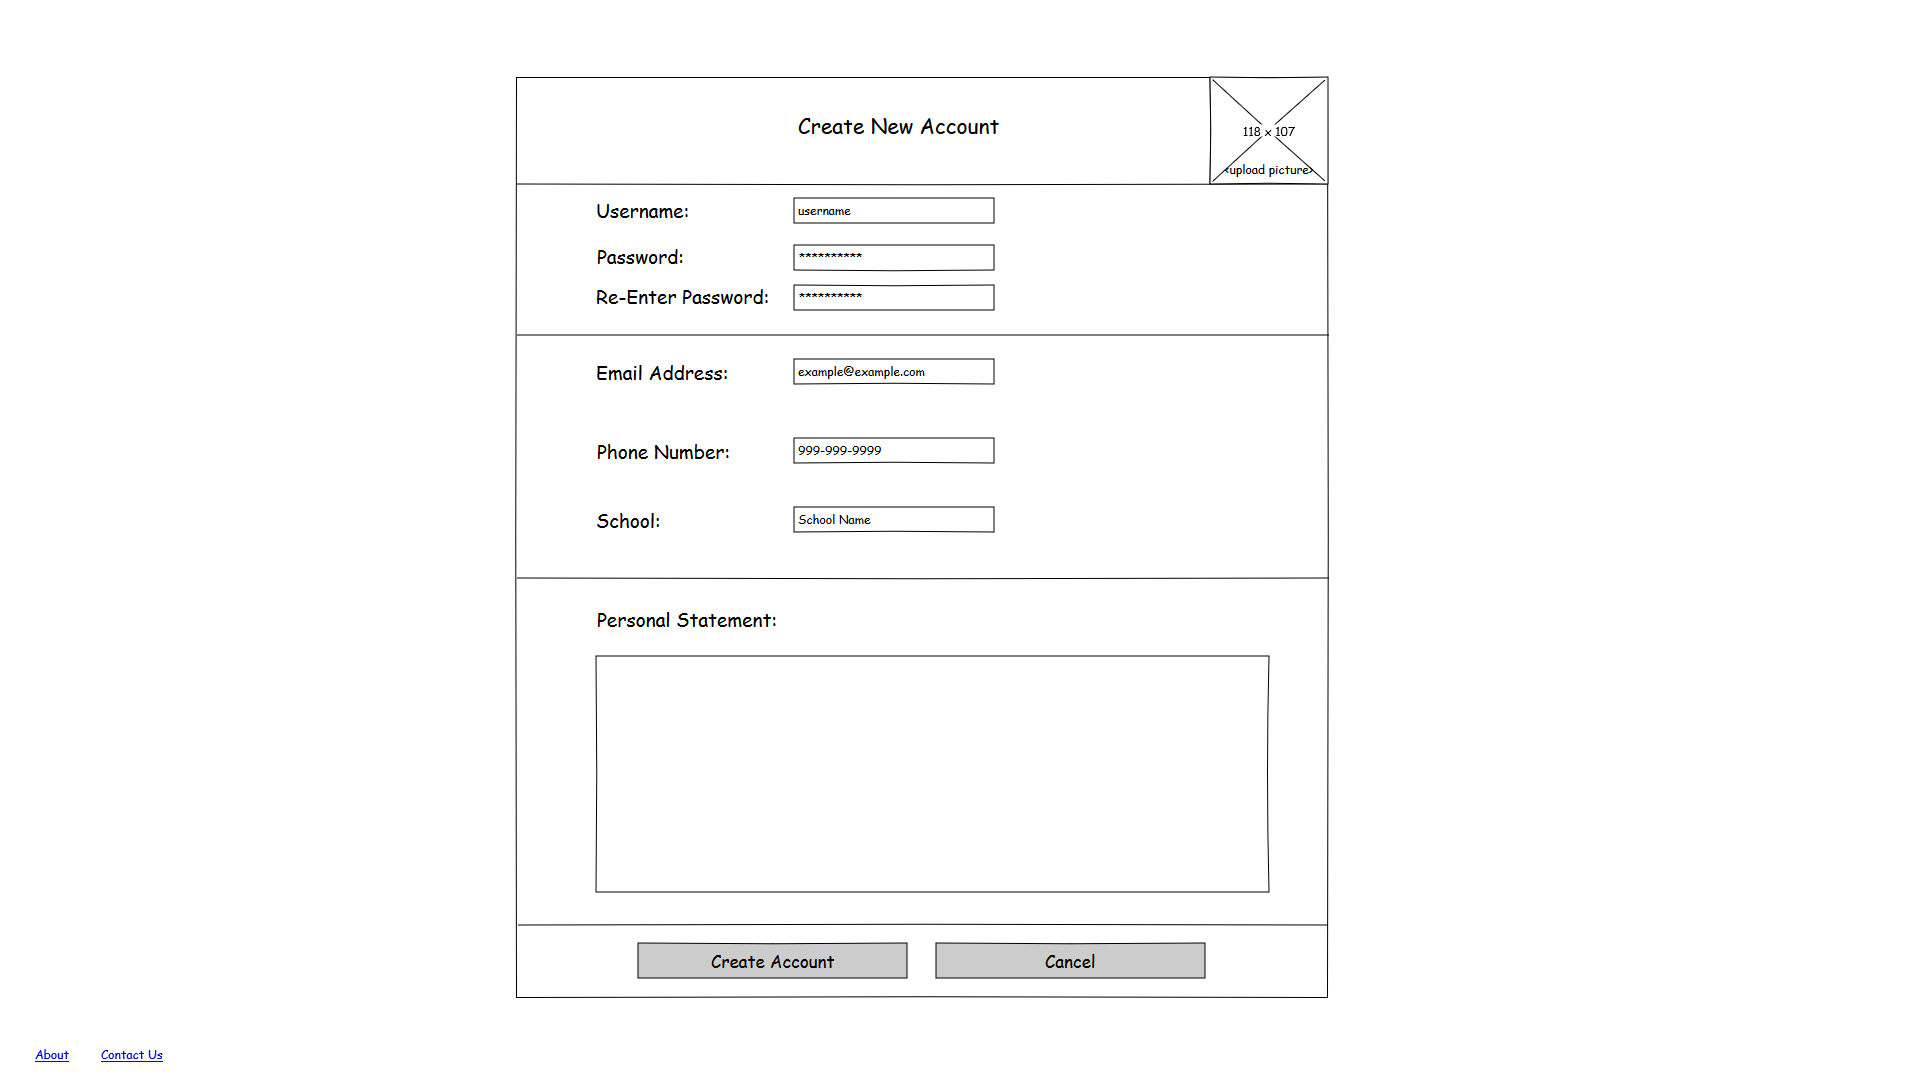 Create New Account
118 x 107
<upload picture>
Username:
username
Password:
**********
Re-Enter Password:
**********
Email Address:
example@example.com
Phone Number:
999-999-9999
School:
School Name
Personal Statement:
Create Account
Cancel
About
Contact Us